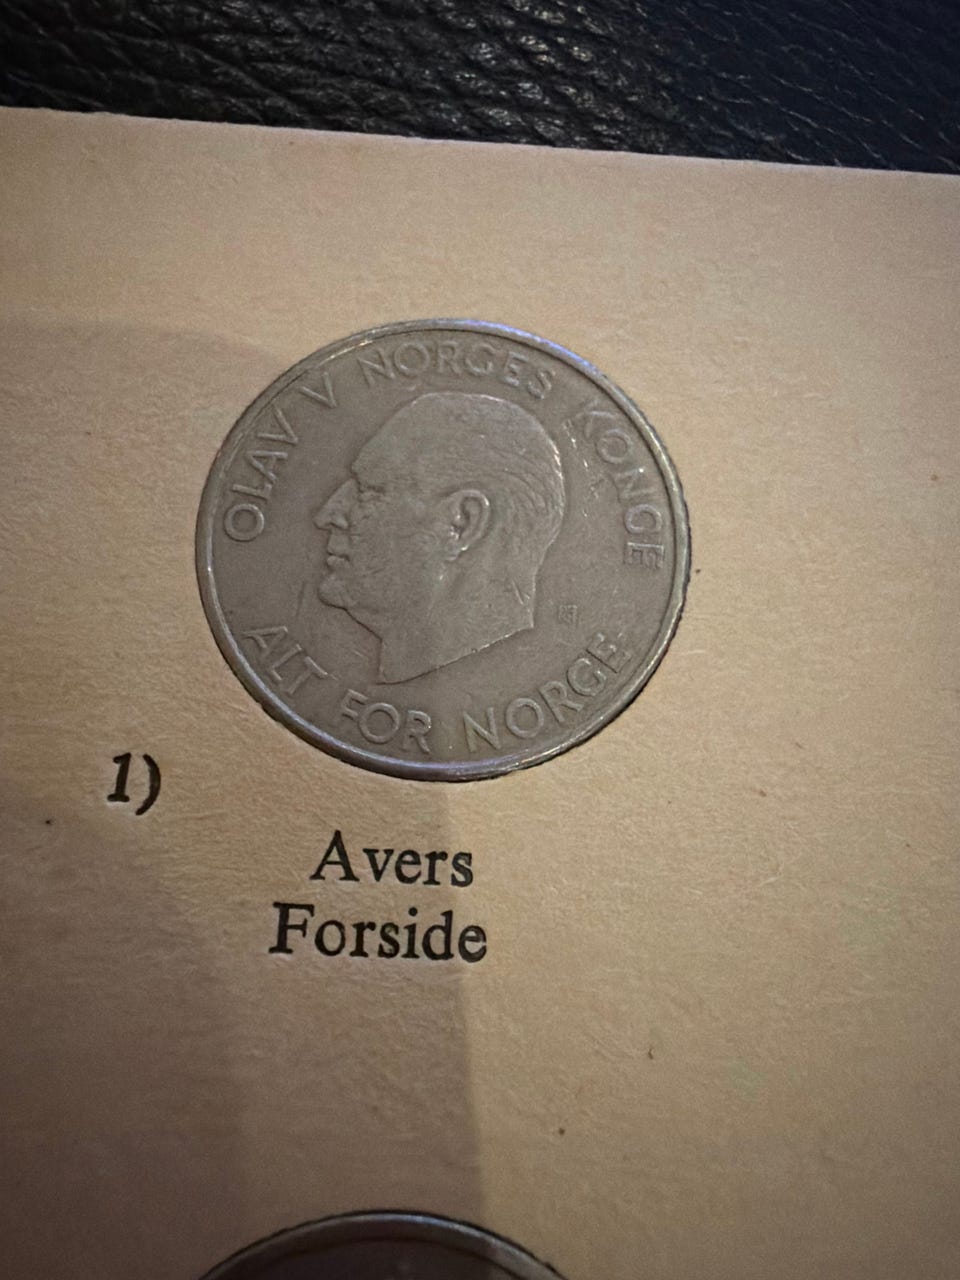 OLAV V NORGES KONGE
ALT FOR NORGE
1)
Avers
Forside